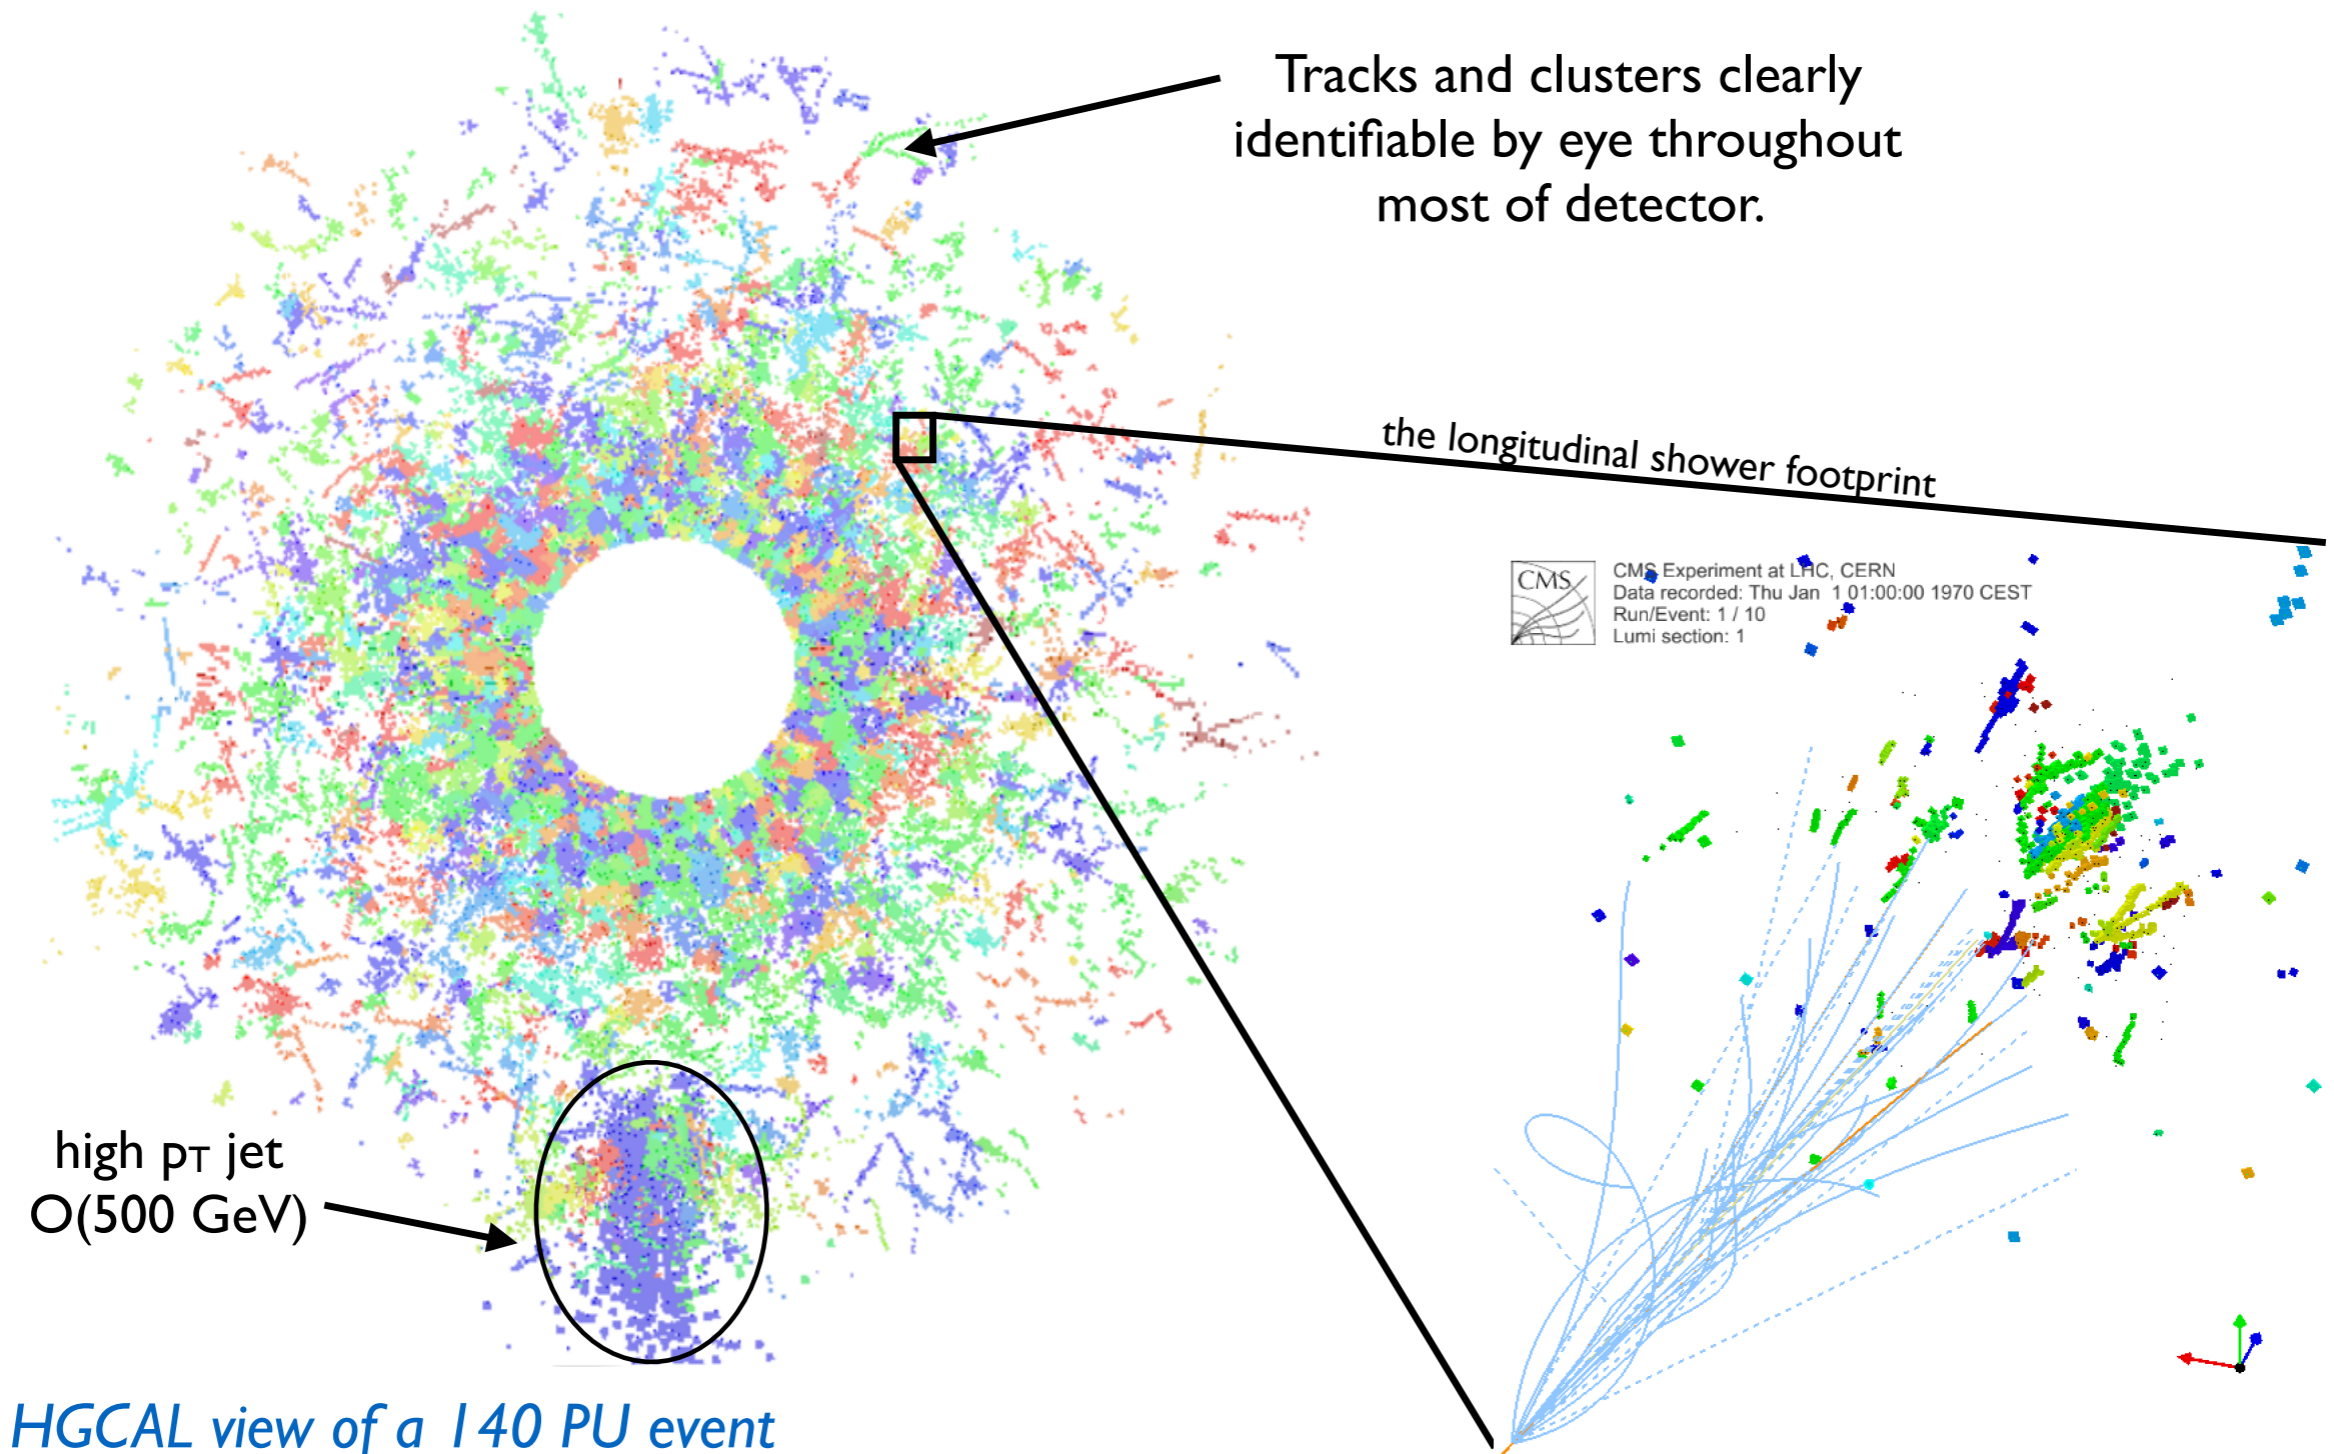 Tracks and clusters clearly
identifiable by eye throughout
most of detector.
the longitudinal shower footprint
CMS
CMS Experiment at LHC, CERN
Data recorded: Thu Jan 1 01:00:00 1970 CEST
Run/Event: 1 / 10
Lumi section: 1
high pT jet
O(500 GeV)
HGCAL view of a 140 PU event